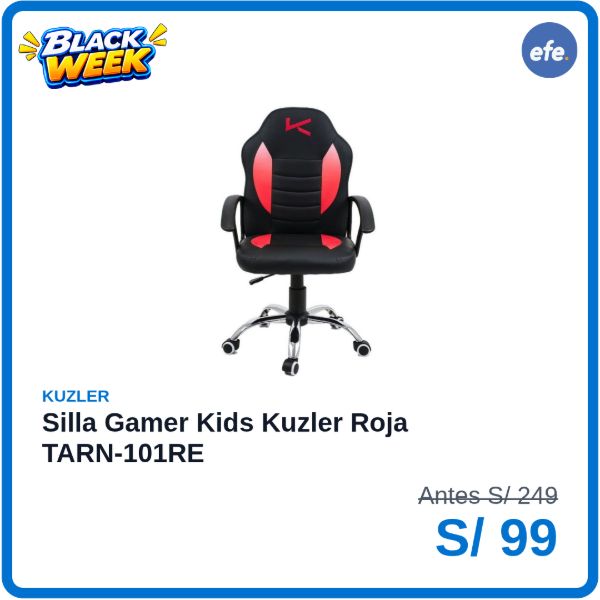 BLACK
WEEK
efe.
K
KUZLER
Silla Gamer Kids Kuzler Roja
TARN-101RE
Antes S/ 249
S/ 99